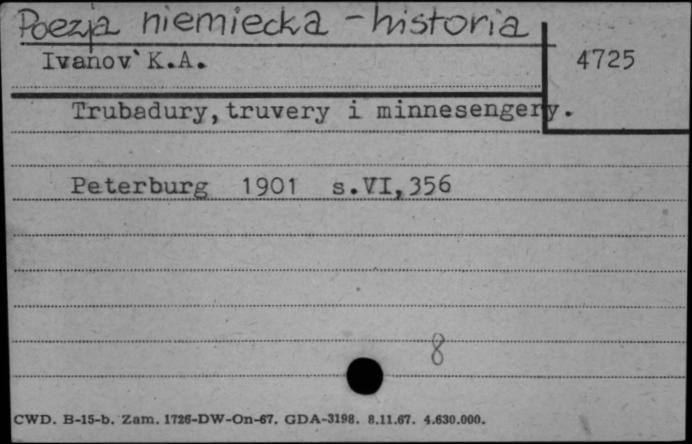 Poezja niemiecka - historia
Ivanov` K.A.
4725
Trubadury, truvery i minnesengery.
Peterburg 1901 s.VI,356
8
CWD. B-15-b. Zam. 1726-DW-On-67. GDA-3198. 8.11.67. 4.630.000.